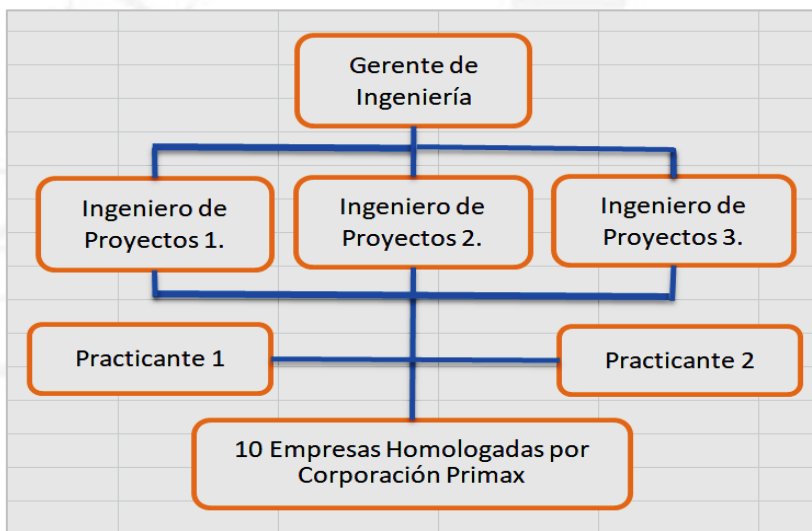 Gerente de
Ingeniería
Ingeniero de
Proyectos 1.
Ingeniero de
Proyectos 2.
Ingeniero de
Proyectos 3.
Practicante 1
Practicante 2
10 Empresas Homologadas por
Corporación Primax